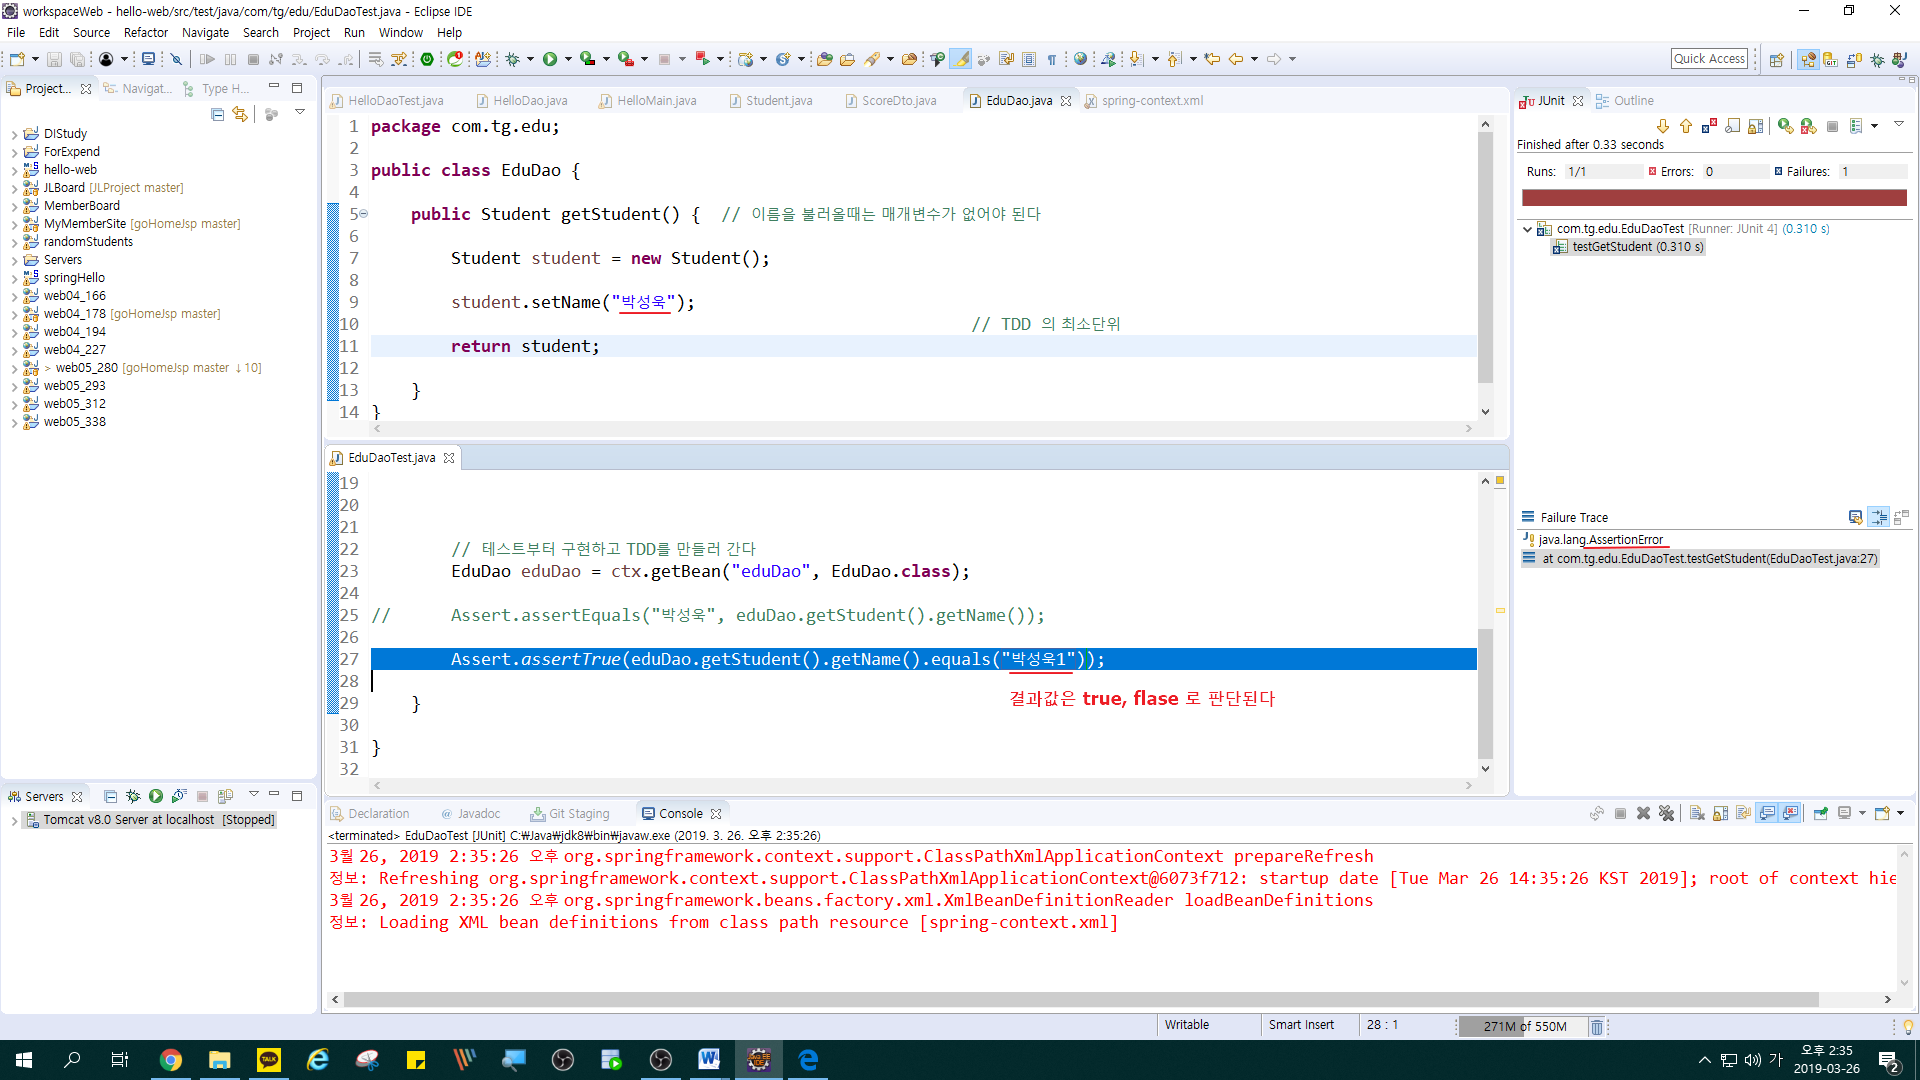 workspaceWeb - hello-web/src/test/java/com/tg/edu/EduDaoTest.java - Eclipse IDE
File Edit Source Refactor Navigate Search Project Run Window Help
Quick Access
Project... Navigat... Type H...
DIStudy
ForExpend
hello-web
JLBoard [JLProject master]
MemberBoard
MyMemberSite [goHomeJsp master]
randomStudents
Servers
springHello
web04_166
web04_178 [goHomeJsp master]
web04_194
web04_227
> web05_280 [goHomeJsp master ↓10]
web05_293
web05_312
web05_338
Servers
Tomcat v8.0 Server at localhost [Stopped]
HelloDaoTest.java HelloDao.java HelloMain.java Student.java ScoreDto.java EduDao.java spring-context.xml
1 package com.tg.edu;
2
3 public class EduDao {
4
5 public Student getStudent() { // 이름을 불러올때는 매개변수가 없어야 된다
6
7 Student student = new Student();
8
9 student.setName("박성욱");
10 // TDD 의 최소단위
11 return student;
12
13 }
14 }
EduDaoTest.java
19
20
21
22 // 테스트부터 구현하고 TDD를 만들러 간다
23 EduDao eduDao = ctx.getBean("eduDao", EduDao.class);
24
25 // Assert.assertEquals("박성욱", eduDao.getStudent().getName());
26
27 Assert.assertTrue(eduDao.getStudent().getName().equals("박성욱1"));
28
결과값은 true, flase 로 판단된다
29 }
30
31 }
32
JUnit Outline
Finished after 0.33 seconds
Runs: 1/1 Errors: 0 Failures: 1
com.tg.edu.EduDaoTest [Runner: JUnit 4] (0.310 s)
testGetStudent (0.310 s)
Failure Trace
java.lang.AssertionError
at com.tg.edu.EduDaoTest.testGetStudent(EduDaoTest.java:27)
Declaration Javadoc Git Staging Console
<terminated> EduDaoTest [JUnit] C:₩Java₩jdk8₩bin₩javaw.exe (2019. 3. 26. 오후 2:35:26)
3월 26, 2019 2:35:26 오후 org.springframework.context.support.ClassPathXmlApplicationContext prepareRefresh
정보: Refreshing org.springframework.context.support.ClassPathXmlApplicationContext@6073f712: startup date [Tue Mar 26 14:35:26 KST 2019]; root of context hie
3월 26, 2019 2:35:26 오후 org.springframework.beans.factory.xml.XmlBeanDefinitionReader loadBeanDefinitions
정보: Loading XML bean definitions from class path resource [spring-context.xml]
Writable Smart Insert 28 : 1 271M of 550M
TALK
가 오후 2:35
2019-03-26
2